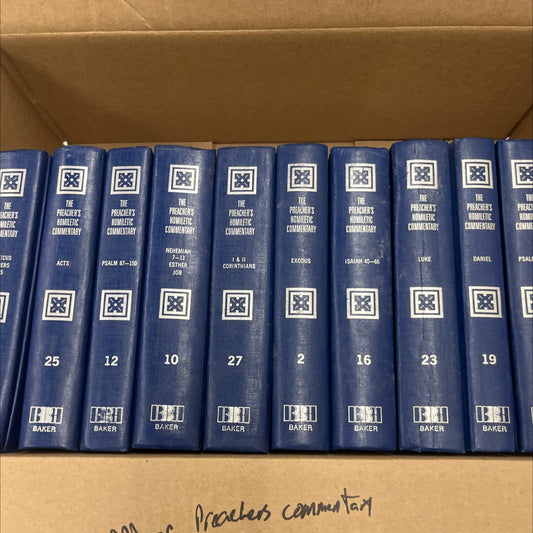 ICUS
ERS
S
THE
PREACHER'S
HOMILETIC
COMMENTARY
ACTS
25
BAKER
THE
PREACHER'S
HOMILETIC
COMMENTARY
PSALM 87-150
12
BAKER
THE
PREACHER'S
HOMILETIC
COMMENTARY
NEHEMIAH
7-13
ESTHER
JOB
10
BAKER
THE
PREACHER'S
HOMILETIC
COMMENTARY
I & II
CORINTHIANS
27
BAKER
THE
PREACHER'S
HOMILETIC
COMMENTARY
EXODUS
2
BAKER
THE
PREACHER'S
HOMILETIC
COMMENTARY
ISAIAH 40-66
16
BAKER
THE
PREACHER'S
HOMILETIC
COMMENTARY
LUKE
23
BAKER
THE
PREACHER'S
HOMILETIC
COMMENTARY
DANIEL
19
BAKER
PSAL
Preachers commentary